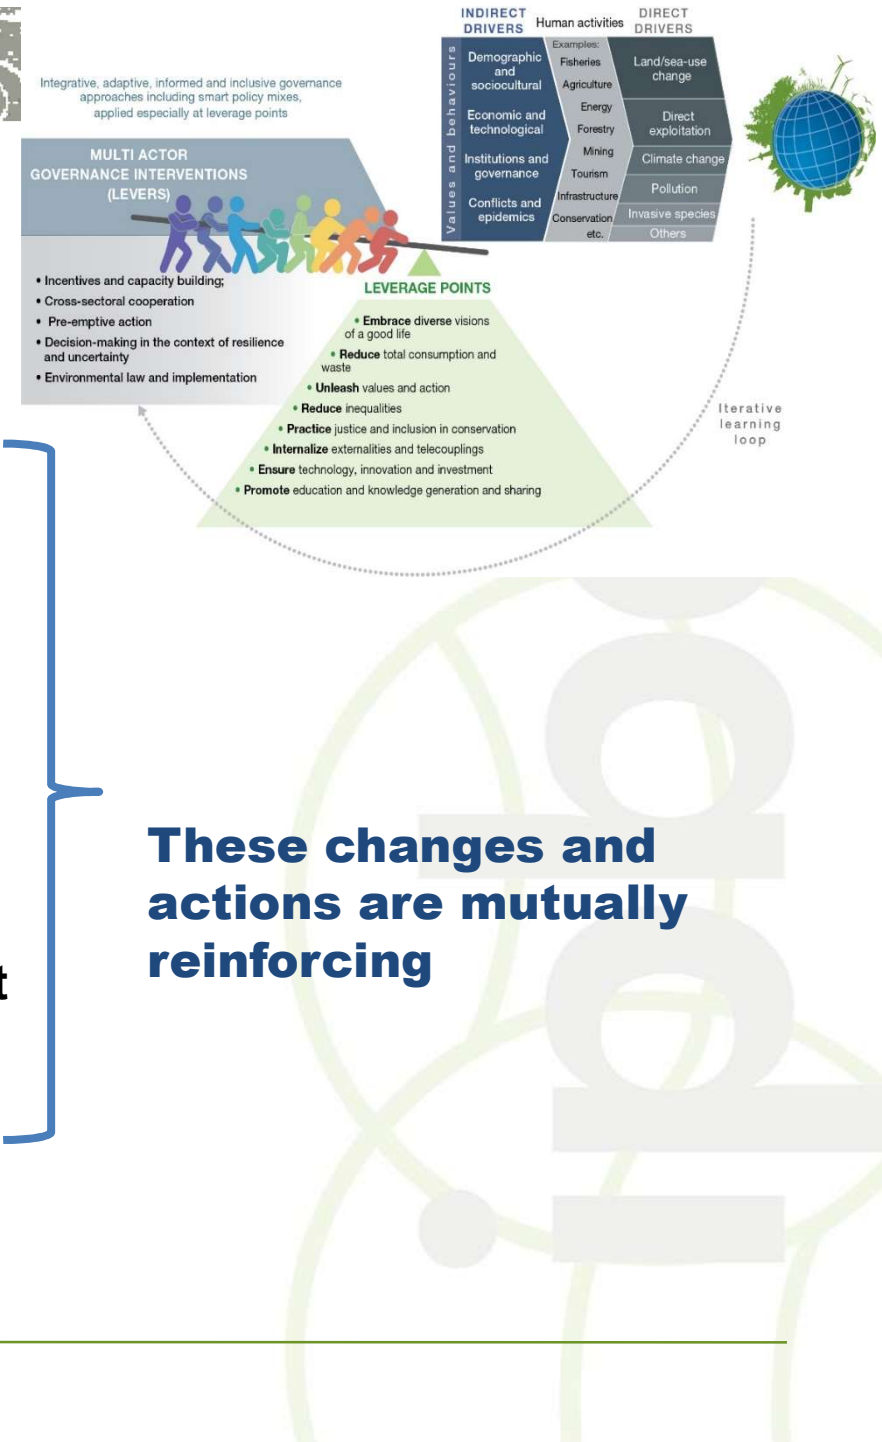 INDIRECT
DRIVERS
Human activities
DIRECT
DRIVERS
Values and behaviours
Demographic
and
sociocultural
Economic and
technological
Institutions and
governance
Conflicts and
epidemics
Examples:
Fisheries
Agriculture
Energy
Forestry
Mining
Tourism
Infrastructure
Conservation
etc.
Land/sea-use
change
Direct
exploitation
Climate change
Pollution
Invasive species
Others
Integrative, adaptive, informed and inclusive governance
approaches including smart policy mixes,
applied especially at leverage points
MULTI ACTOR
GOVERNANCE INTERVENTIONS
(LEVERS)
• Incentives and capacity building;
• Cross-sectoral cooperation
• Pre-emptive action
• Decision-making in the context of resilience
and uncertainty
• Environmental law and implementation
LEVERAGE POINTS
• Embrace diverse visions
of a good life
• Reduce total consumption and
waste
• Unleash values and action
• Reduce inequalities
• Practice justice and inclusion in conservation
• Internalize externalities and telecouplings
• Ensure technology, innovation and investment
• Promote education and knowledge generation and sharing
Iterative
learning
loop
These changes and
actions are mutually
reinforcing
t